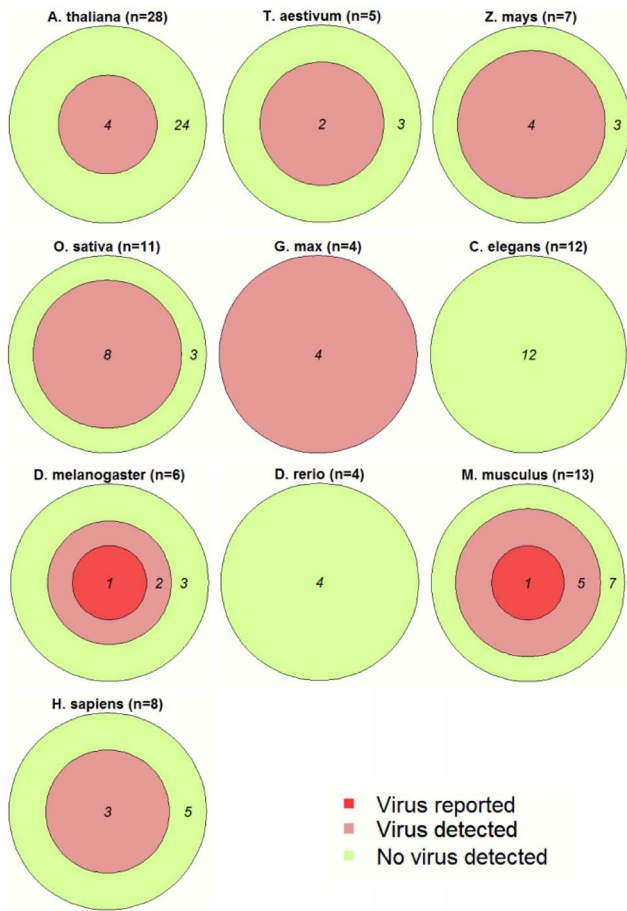 A. thaliana (n=28)
T. aestivum (n=5)
Z. mays (n=7)
4
24
2
3
4
3
O. sativa (n=11)
G. max (n=4)
C. elegans (n=12)
8
3
4
12
D. melanogaster (n=6)
D. rerio (n=4)
M. musculus (n=13)
1
2
3
4
1
5
7
H. sapiens (n=8)
3
5
Virus reported
Virus detected
No virus detected